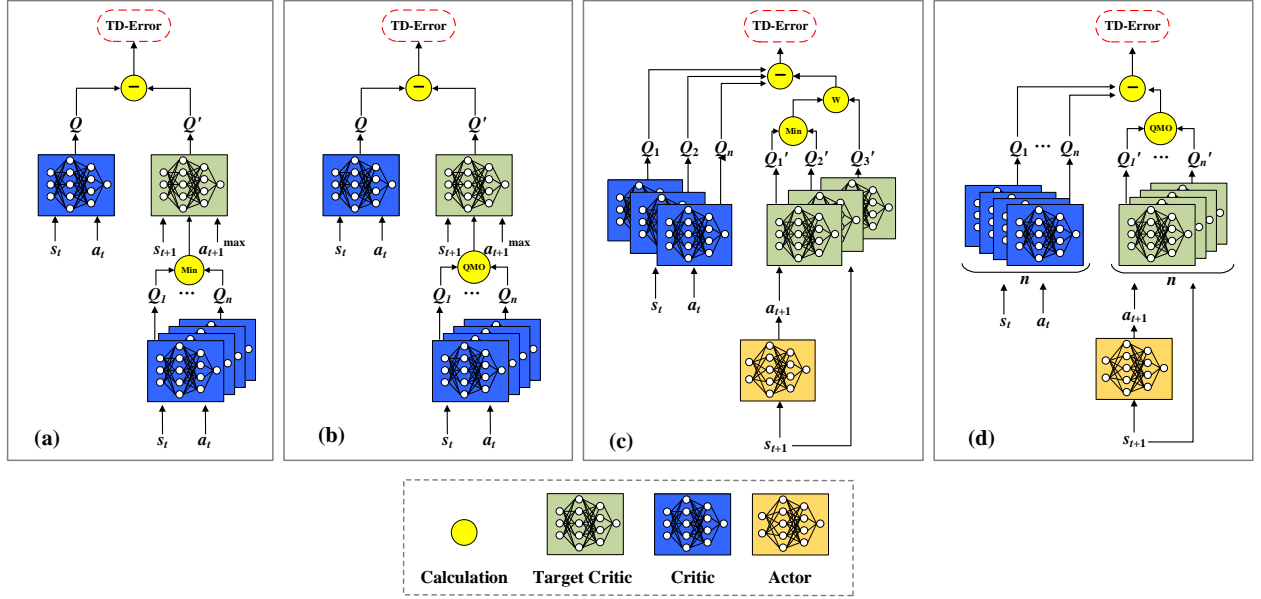 TD-Error
−
Q
Q'
s_t
a_t
s_{t+1}
a_{t+1}^{max}
Min
Q_1
...
Q_n
s_t
a_t
(a)
TD-Error
−
Q
Q'
s_t
a_t
s_{t+1}
a_{t+1}^{max}
QMO
Q_1
...
Q_n
s_t
a_t
(b)
TD-Error
−
W
Min
Q_1
Q_2
Q_n
Q_1'
Q_2'
Q_3'
s_t
a_t
a_{t+1}
s_{t+1}
(c)
TD-Error
−
QMO
Q_1
...
Q_n
Q_1'
...
Q_n'
n
n
s_t
a_t
a_{t+1}
s_{t+1}
(d)
Calculation
Target Critic
Critic
Actor